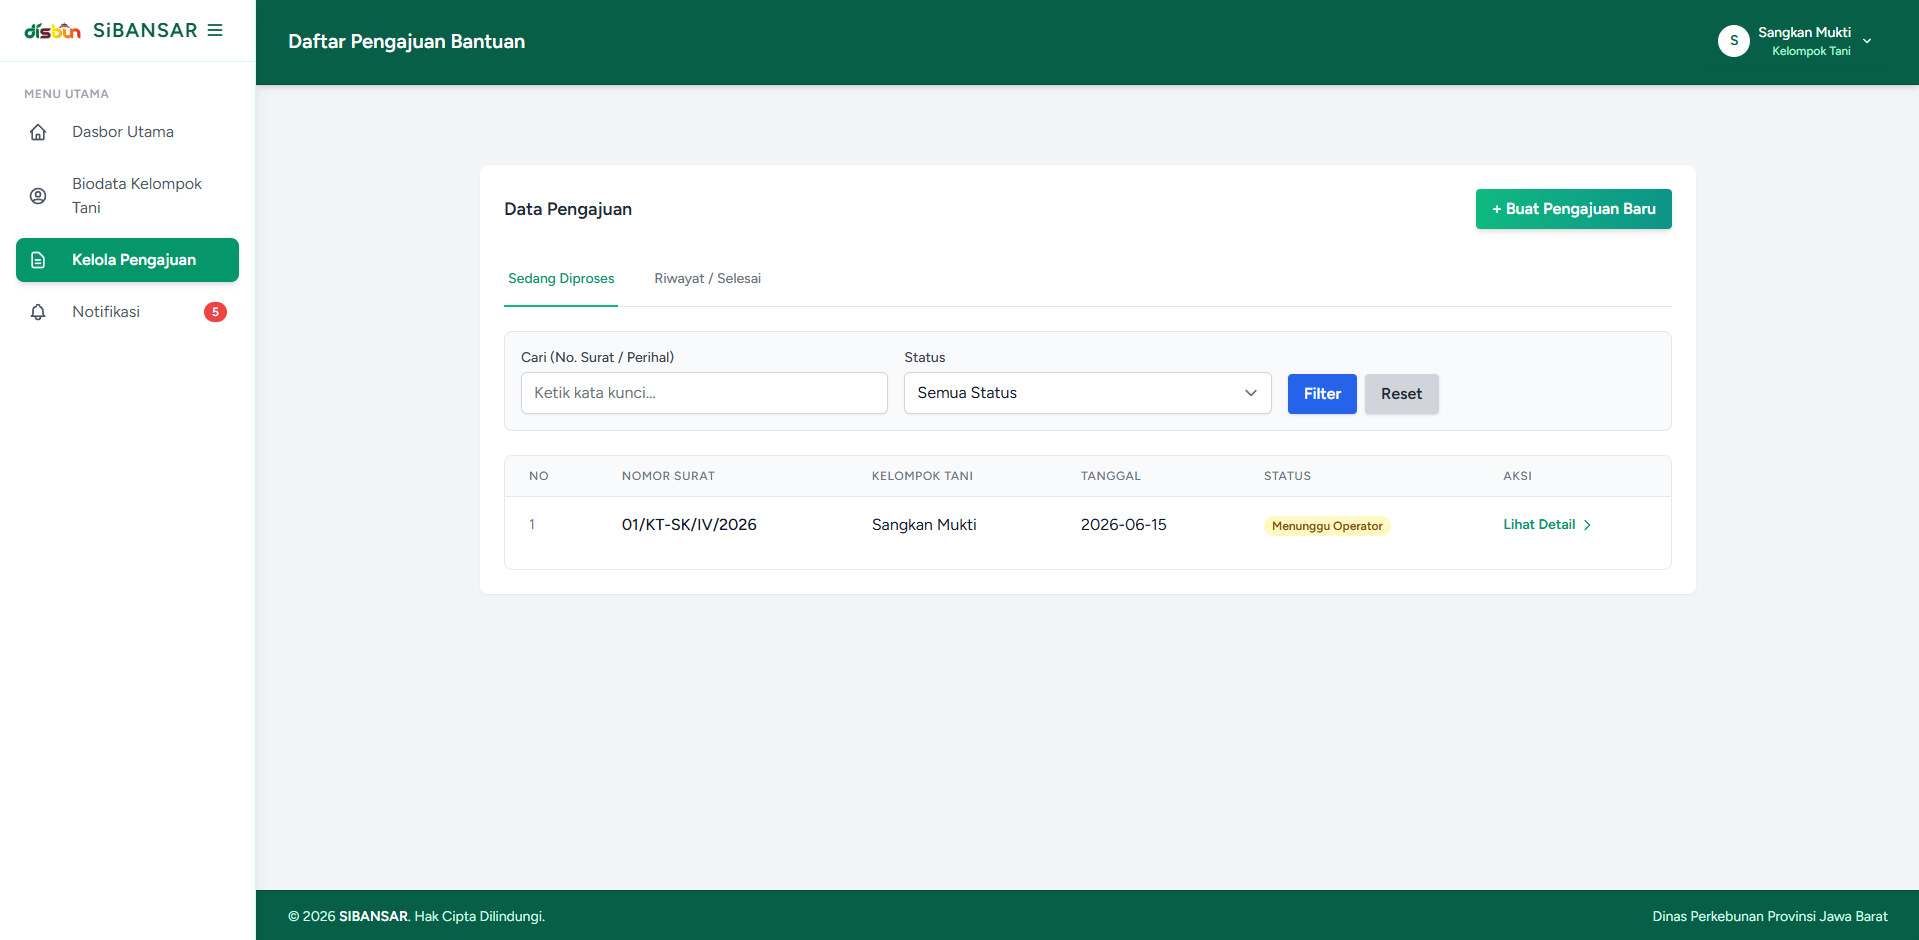 disbun SiBANSAR
MENU UTAMA
Dasbor Utama
Biodata Kelompok
Tani
Kelola Pengajuan
Notifikasi 5
Daftar Pengajuan Bantuan
S
Sangkan Mukti
Kelompok Tani
Data Pengajuan
+ Buat Pengajuan Baru
Sedang Diproses Riwayat / Selesai
Cari (No. Surat / Perihal) Status
Ketik kata kunci... Semua Status Filter Reset
NO NOMOR SURAT KELOMPOK TANI TANGGAL STATUS AKSI
1 01/KT-SK/IV/2026 Sangkan Mukti 2026-06-15 Menunggu Operator Lihat Detail
© 2026 SIBANSAR. Hak Cipta Dilindungi. Dinas Perkebunan Provinsi Jawa Barat